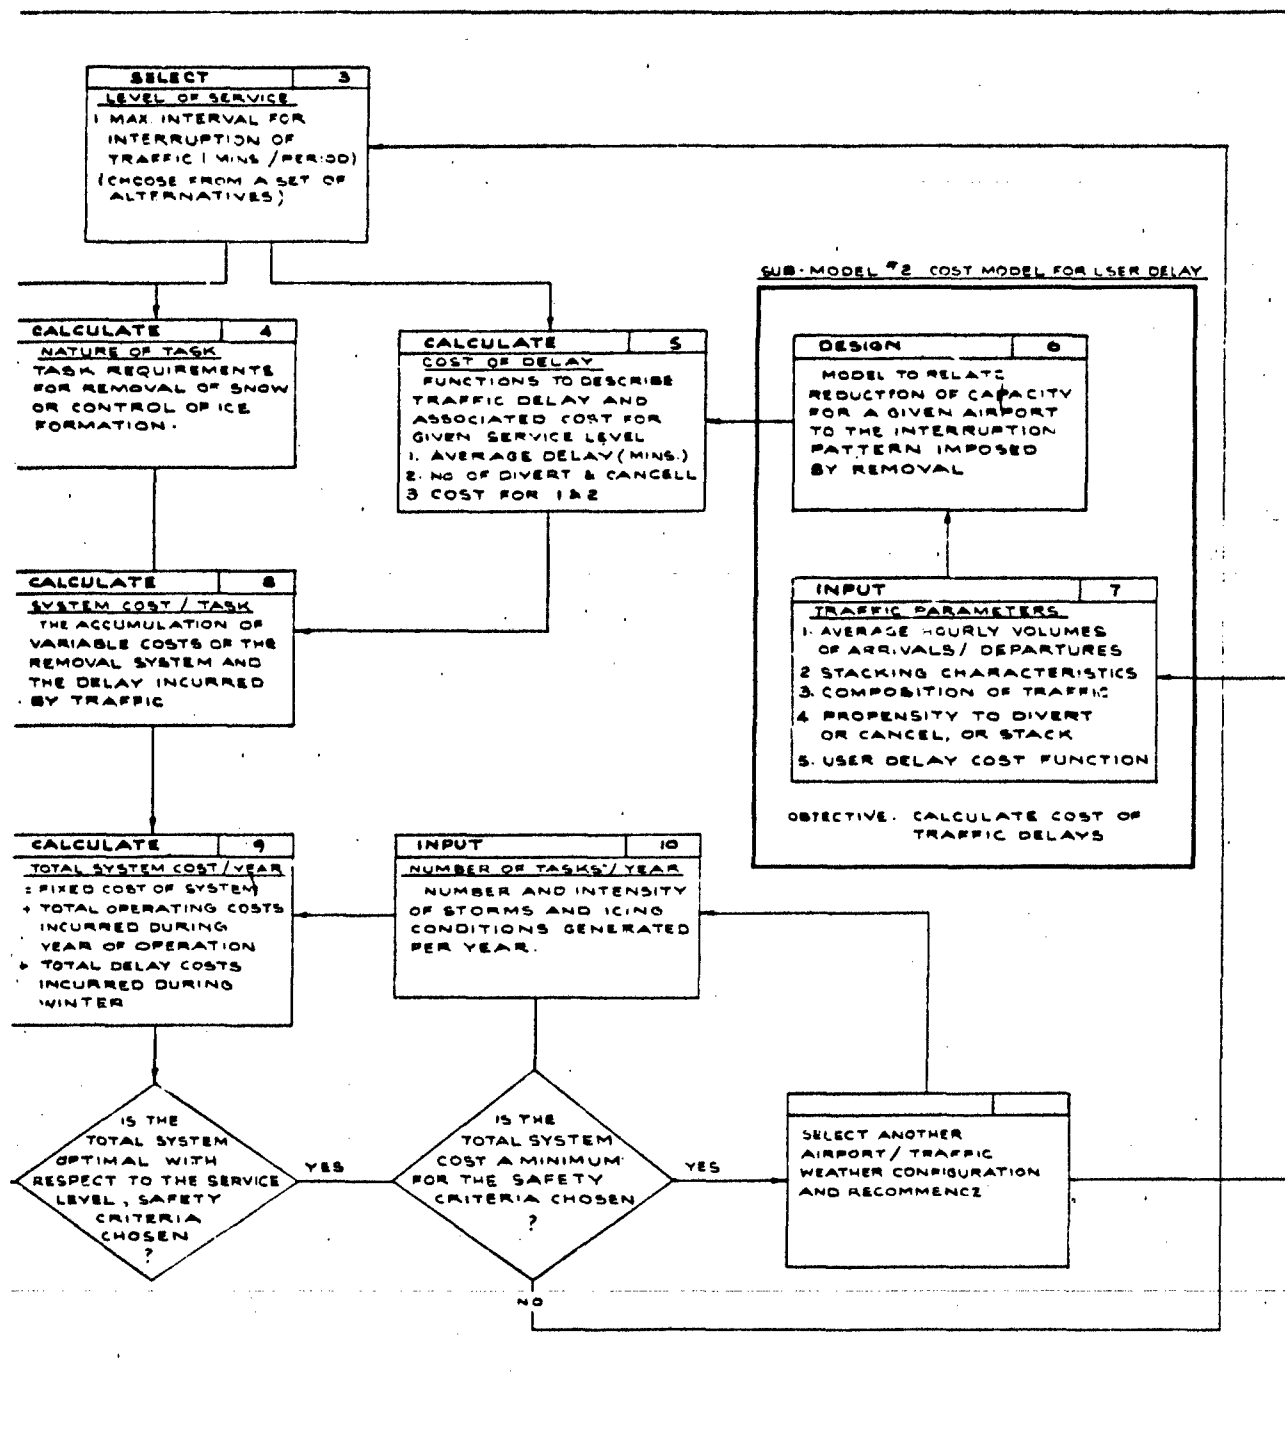 SELECT 3
LEVEL OF SERVICE
1 MAX. INTERVAL FOR
INTERRUPTION OF
TRAFFIC (MINS / PERIOD)
(CHOOSE FROM A SET OF
ALTERNATIVES)
CALCULATE 4
NATURE OF TASK
TASK REQUIREMENTS
FOR REMOVAL OF SNOW
OR CONTROL OF ICE
FORMATION.
CALCULATE 5
COST OF DELAY
FUNCTIONS TO DESCRIBE
TRAFFIC DELAY AND
ASSOCIATED COST FOR
GIVEN SERVICE LEVEL
1. AVERAGE DELAY (MINS.)
2. NO OF DIVERT & CANCELL
3 COST FOR 1 & 2
SUB-MODEL #2 COST MODEL FOR USER DELAY
DESIGN 6
MODEL TO RELATE
REDUCTION OF CAPACITY
FOR A GIVEN AIRPORT
TO THE INTERRUPTION
PATTERN IMPOSED
BY REMOVAL
INPUT 7
TRAFFIC PARAMETERS
1. AVERAGE HOURLY VOLUMES
OF ARRIVALS / DEPARTURES
2 STACKING CHARACTERISTICS
3. COMPOSITION OF TRAFFIC
4 PROPENSITY TO DIVERT
OR CANCEL, OR STACK
5. USER DELAY COST FUNCTION
OBJECTIVE. CALCULATE COST OF
TRAFFIC DELAYS
CALCULATE 8
SYSTEM COST / TASK
THE ACCUMULATION OF
VARIABLE COSTS OF THE
REMOVAL SYSTEM AND
THE DELAY INCURRED
BY TRAFFIC
CALCULATE 9
TOTAL SYSTEM COST / YEAR
= FIXED COST OF SYSTEM
+ TOTAL OPERATING COSTS
INCURRED DURING
YEAR OF OPERATION
+ TOTAL DELAY COSTS
INCURRED DURING
WINTER
INPUT 10
NUMBER OF TASKS / YEAR
NUMBER AND INTENSITY
OF STORMS AND ICING
CONDITIONS GENERATED
PER YEAR.
IS THE
TOTAL SYSTEM
OPTIMAL WITH
RESPECT TO THE SERVICE
LEVEL, SAFETY
CRITERIA
CHOSEN
?
YES
IS THE
TOTAL SYSTEM
COST A MINIMUM
FOR THE SAFETY
CRITERIA CHOSEN
?
YES
NO
SELECT ANOTHER
AIRPORT / TRAFFIC
WEATHER CONFIGURATION
AND RECOMMENCE